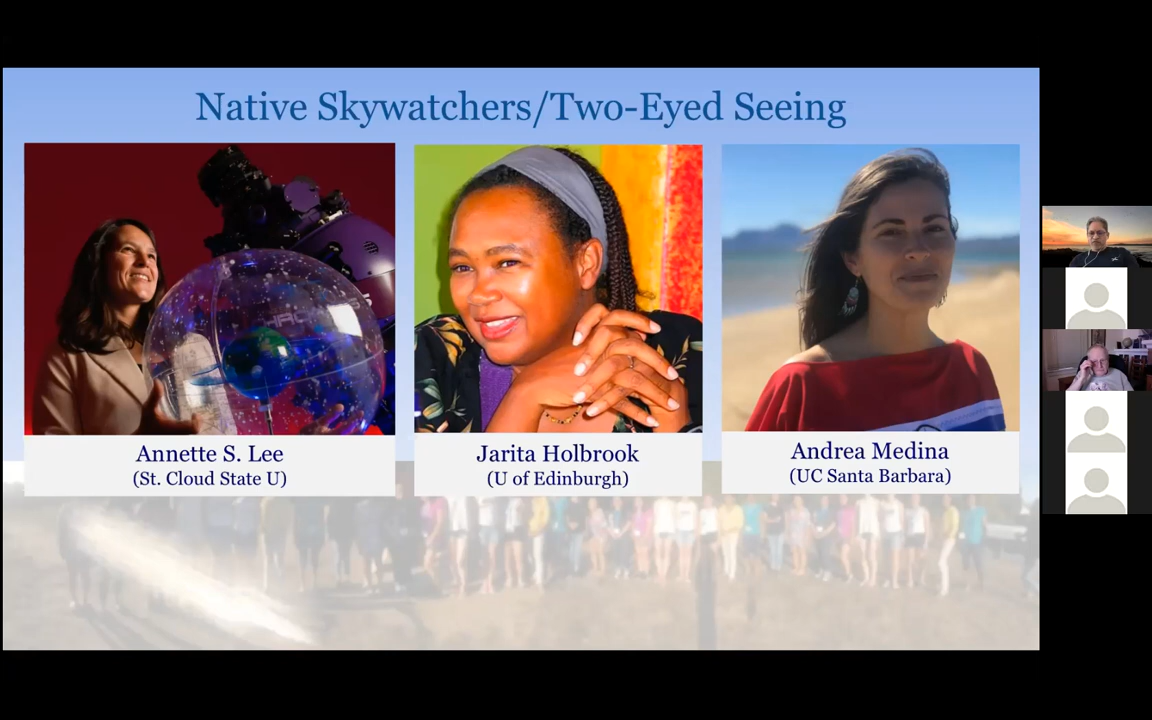 Native Skywatchers/Two-Eyed Seeing
Annette S. Lee
(St. Cloud State U)
Jarita Holbrook
(U of Edinburgh)
Andrea Medina
(UC Santa Barbara)